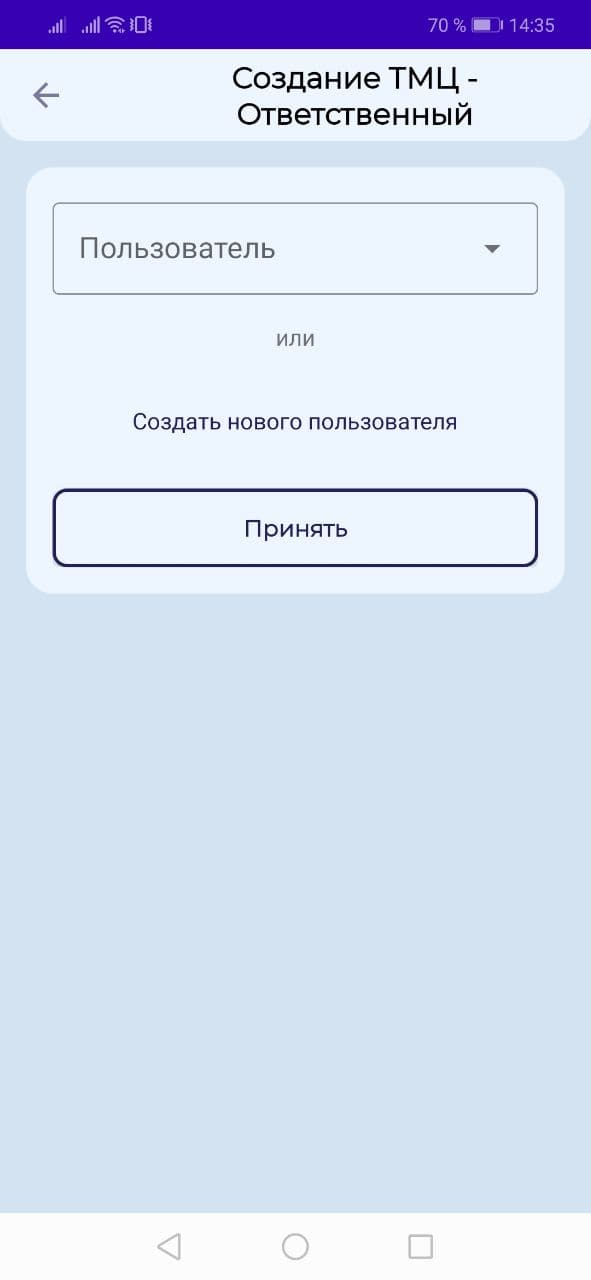 70 % 14:35
Создание ТМЦ -
Ответственный
Пользователь
или
Создать нового пользователя
Принять